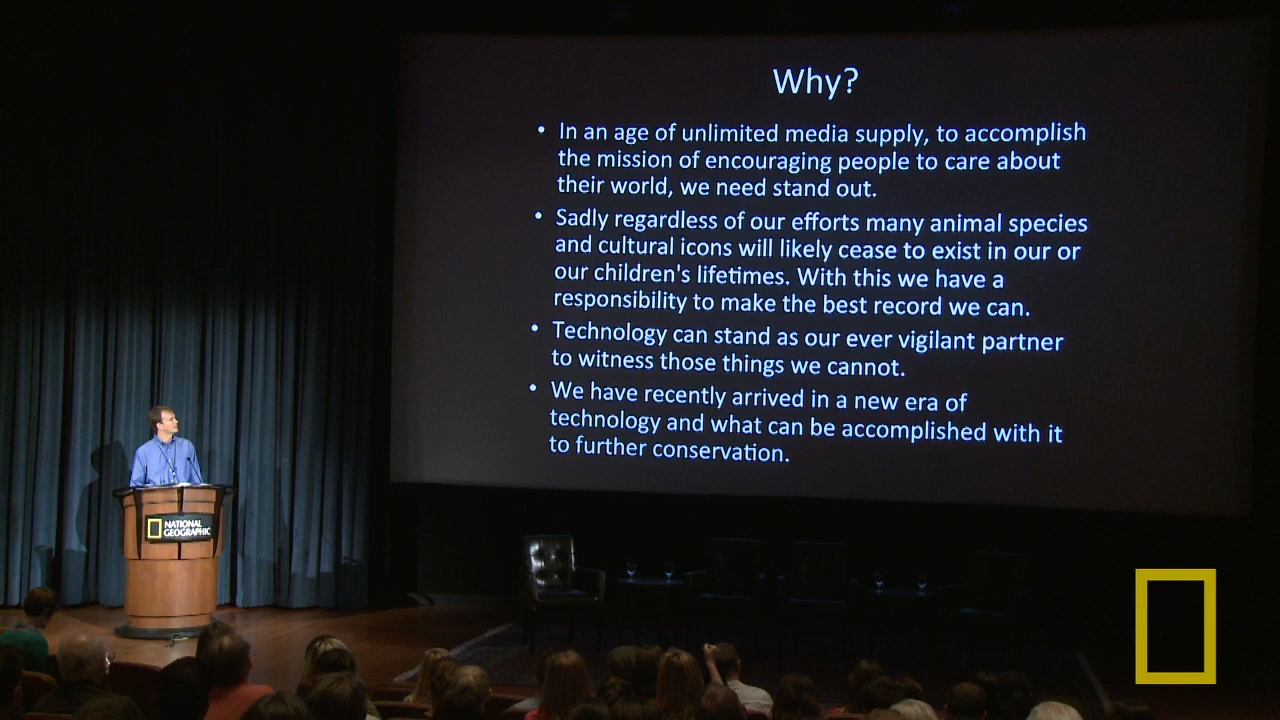 Why?
• In an age of unlimited media supply, to accomplish
the mission of encouraging people to care about
their world, we need stand out.
• Sadly regardless of our efforts many animal species
and cultural icons will likely cease to exist in our or
our children's lifetimes. With this we have a
responsibility to make the best record we can.
• Technology can stand as our ever vigilant partner
to witness those things we cannot.
• We have recently arrived in a new era of
technology and what can be accomplished with it
to further conservation.
NATIONAL
GEOGRAPHIC